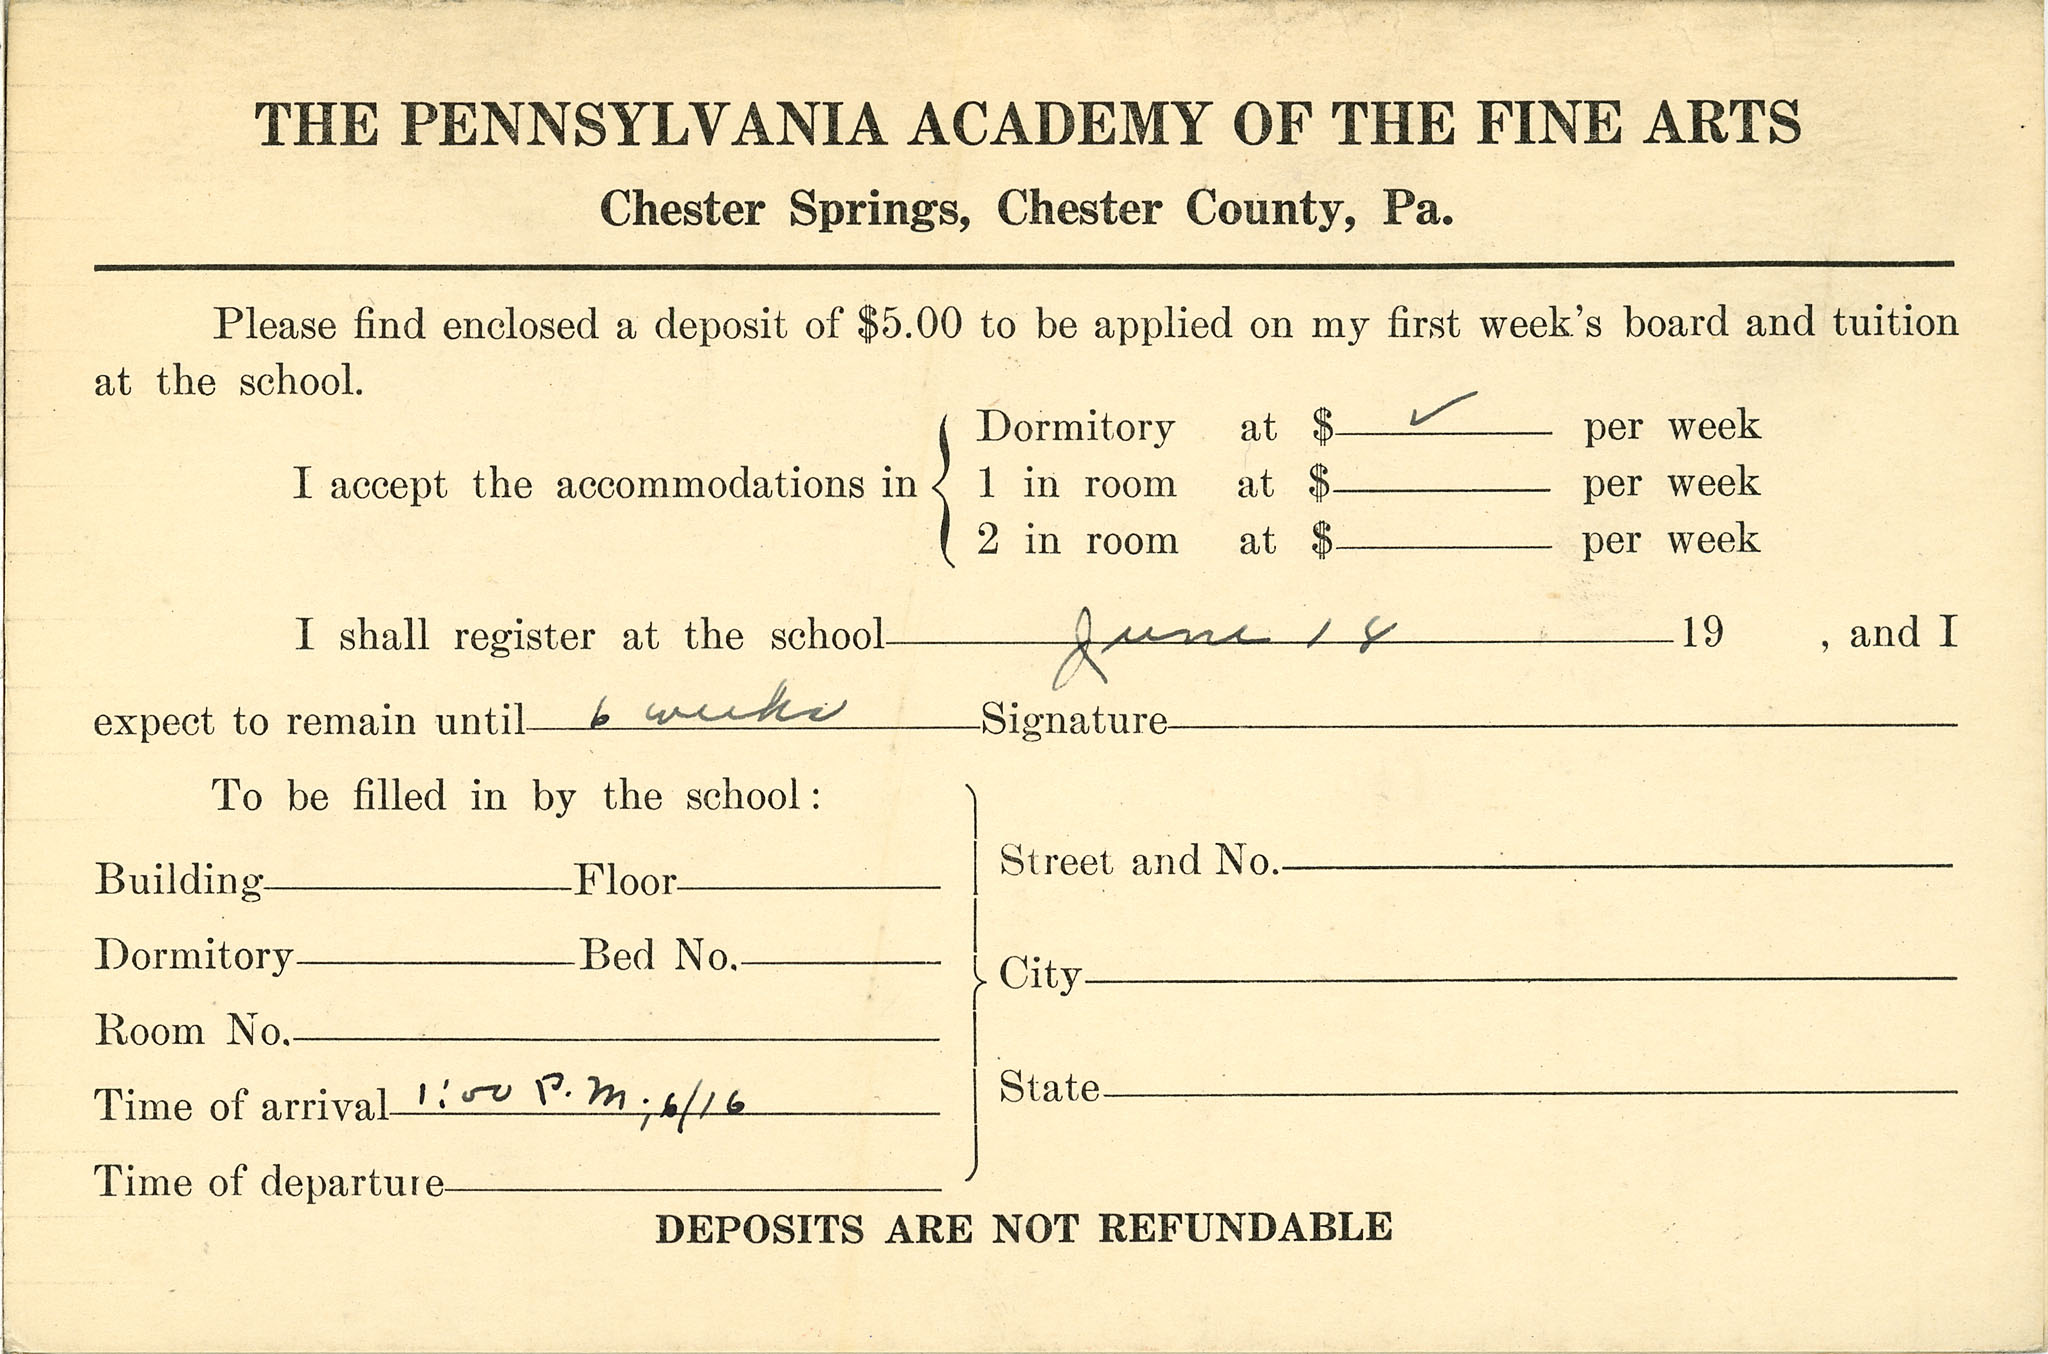 THE PENNSYLVANIA ACADEMY OF THE FINE ARTS
Chester Springs, Chester County, Pa.
Please find enclosed a deposit of $5.00 to be applied on my first week's board and tuition
at the school.
I accept the accommodations in { Dormitory at $ ✓ per week
1 in room at $ per week
2 in room at $ per week
I shall register at the school June 18 19 , and I
expect to remain until 6 weeks Signature
To be filled in by the school:
Building Floor
Dormitory Bed No.
Room No.
Time of arrival 1:00 P.M.; 6/16
Time of departure
Street and No.
City
State
DEPOSITS ARE NOT REFUNDABLE